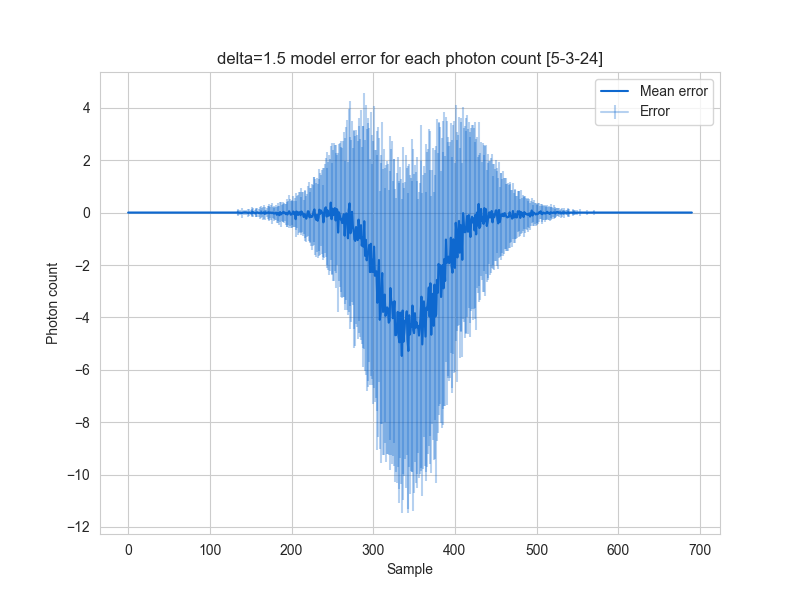 delta=1.5 model error for each photon count [5-3-24]
Mean error
Error
4
2
0
−2
−4
−6
−8
−10
−12
Photon count
0 100 200 300 400 500 600 700
Sample